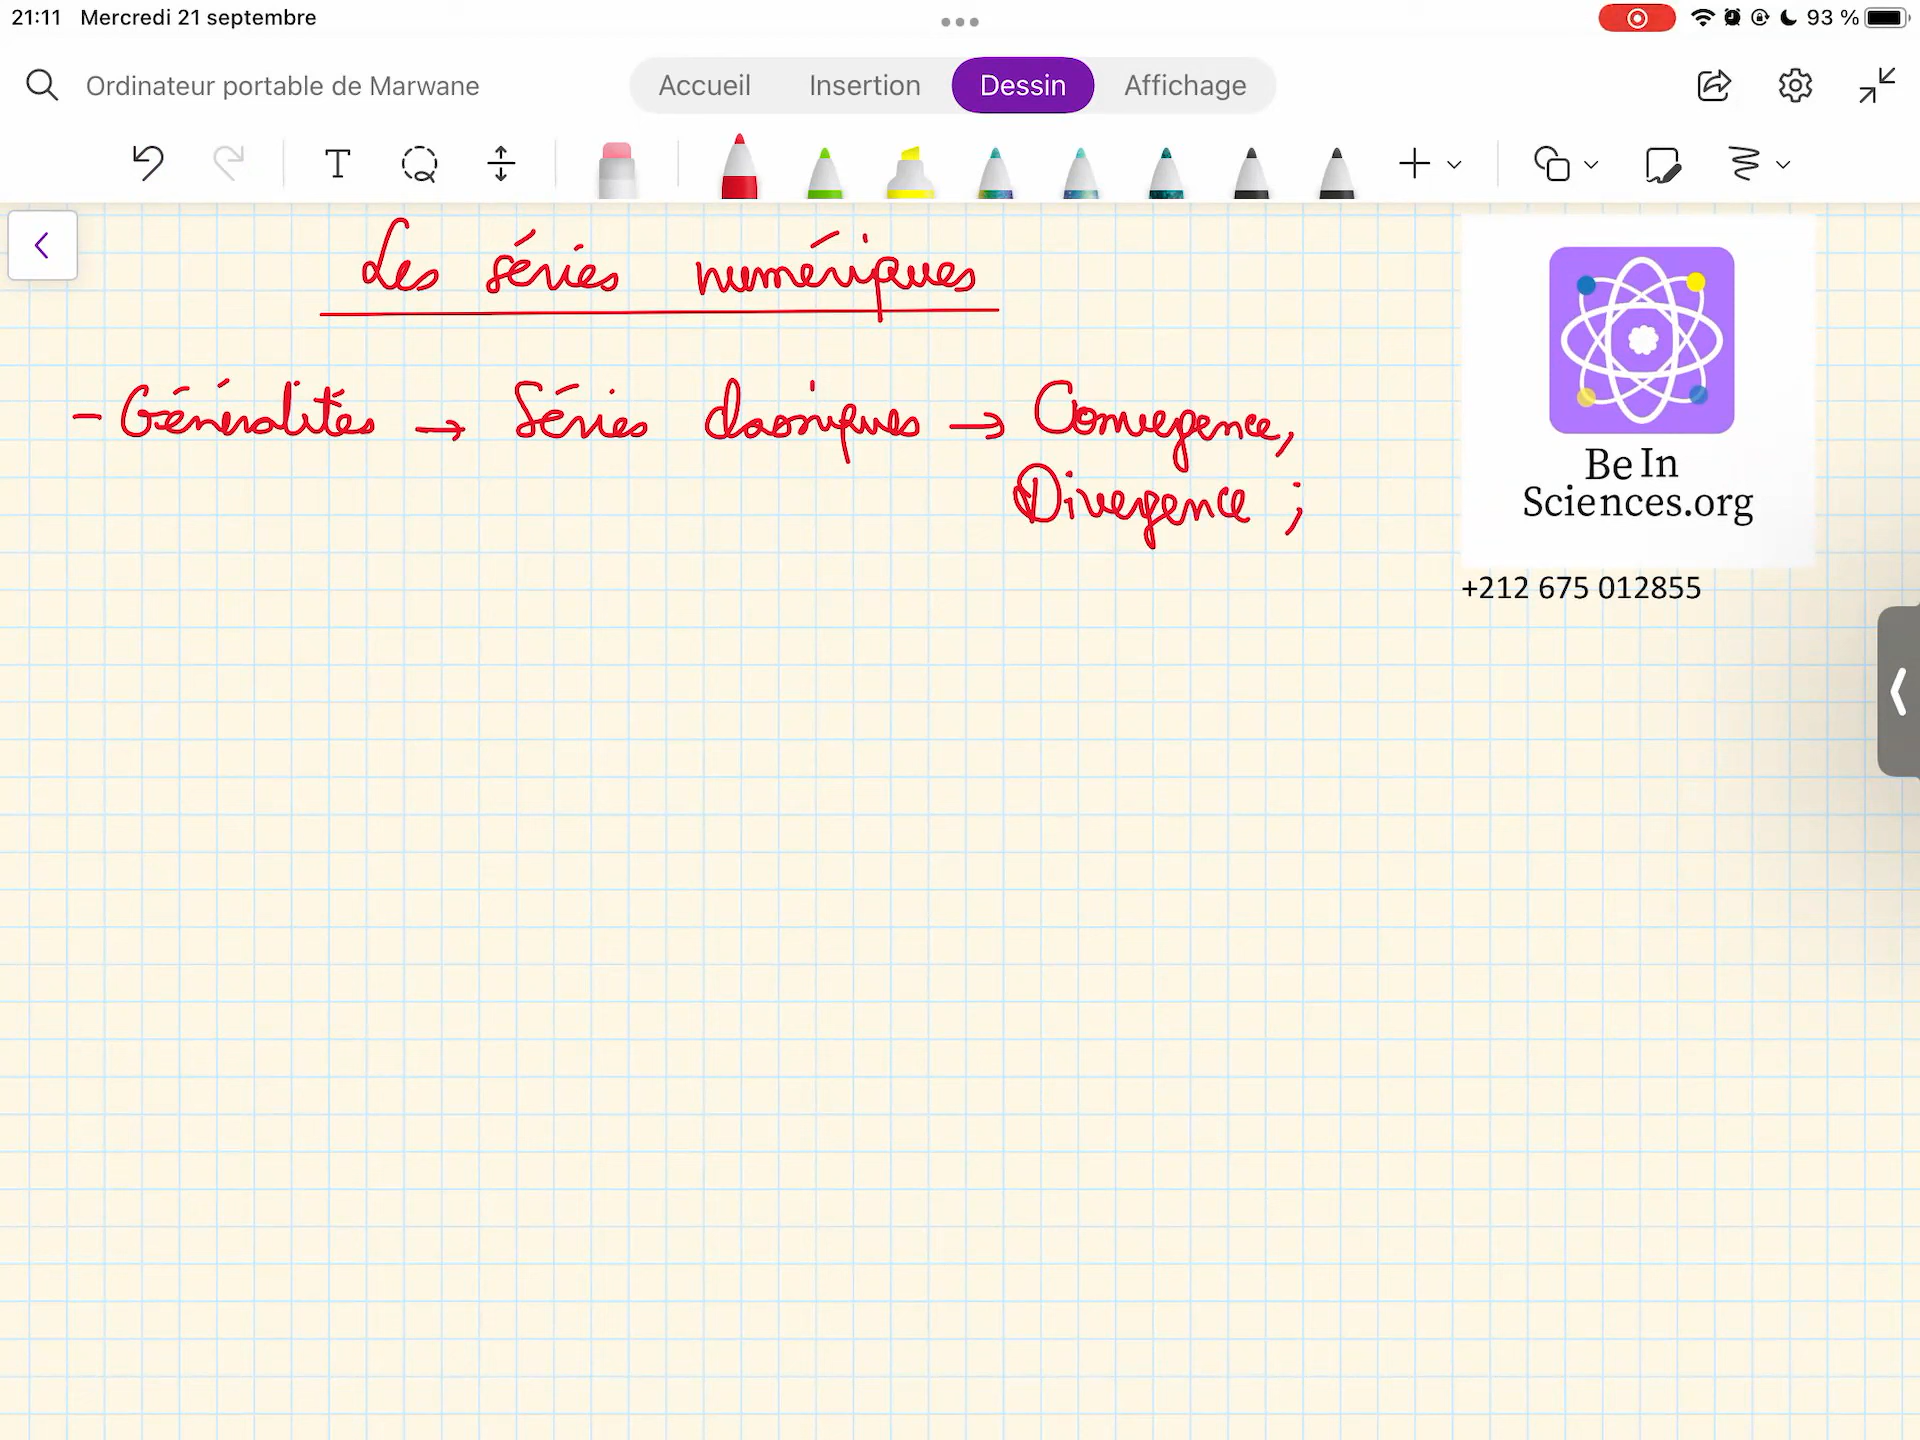 21:11 Mercredi 21 septembre
93 %
Ordinateur portable de Marwane
Accueil Insertion Dessin Affichage
T
Les séries numériques
- Généralités → Séries classiques → Convergence,
Divergence ;
Be In
Sciences.org
+212 675 012855